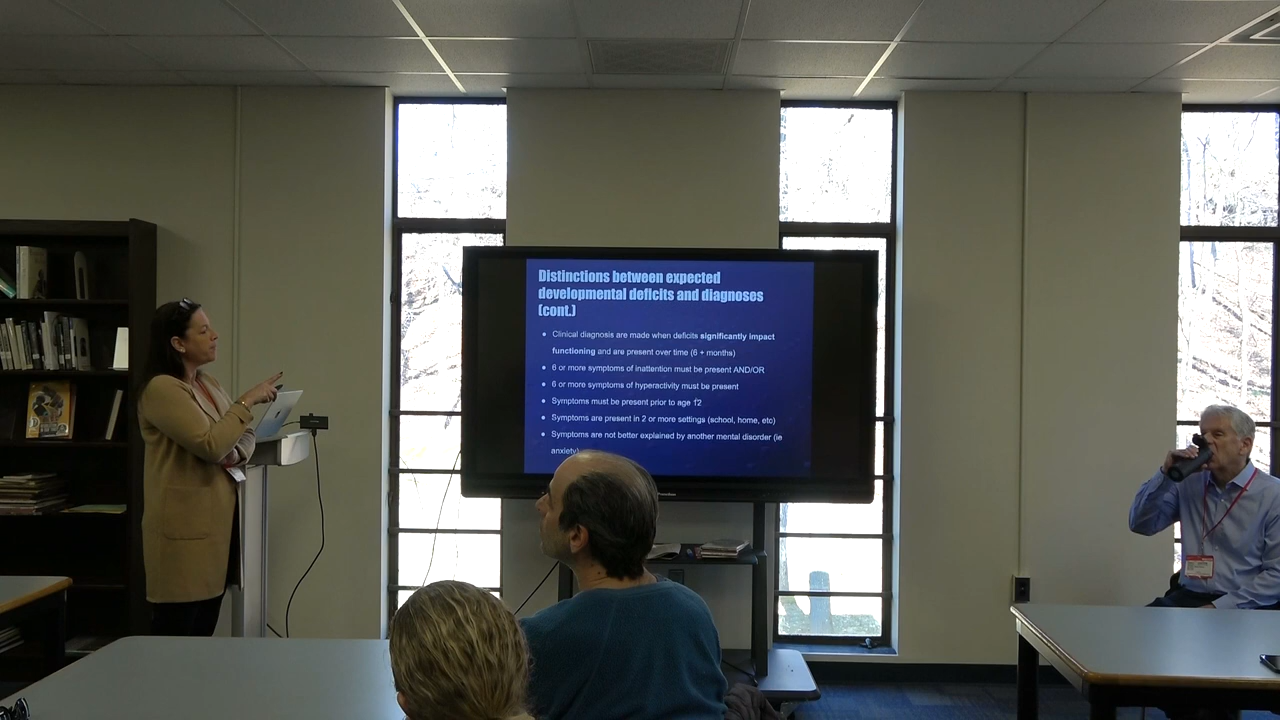 Distinctions between expected
developmental deficits and diagnoses
(cont.)
Clinical diagnosis are made when deficits significantly impact
functioning and are present over time (6 + months)
6 or more symptoms of inattention must be present AND/OR
6 or more symptoms of hyperactivity must be present
Symptoms must be present prior to age 12
Symptoms are present in 2 or more settings (school, home, etc)
Symptoms are not better explained by another mental disorder (ie
anxiety)